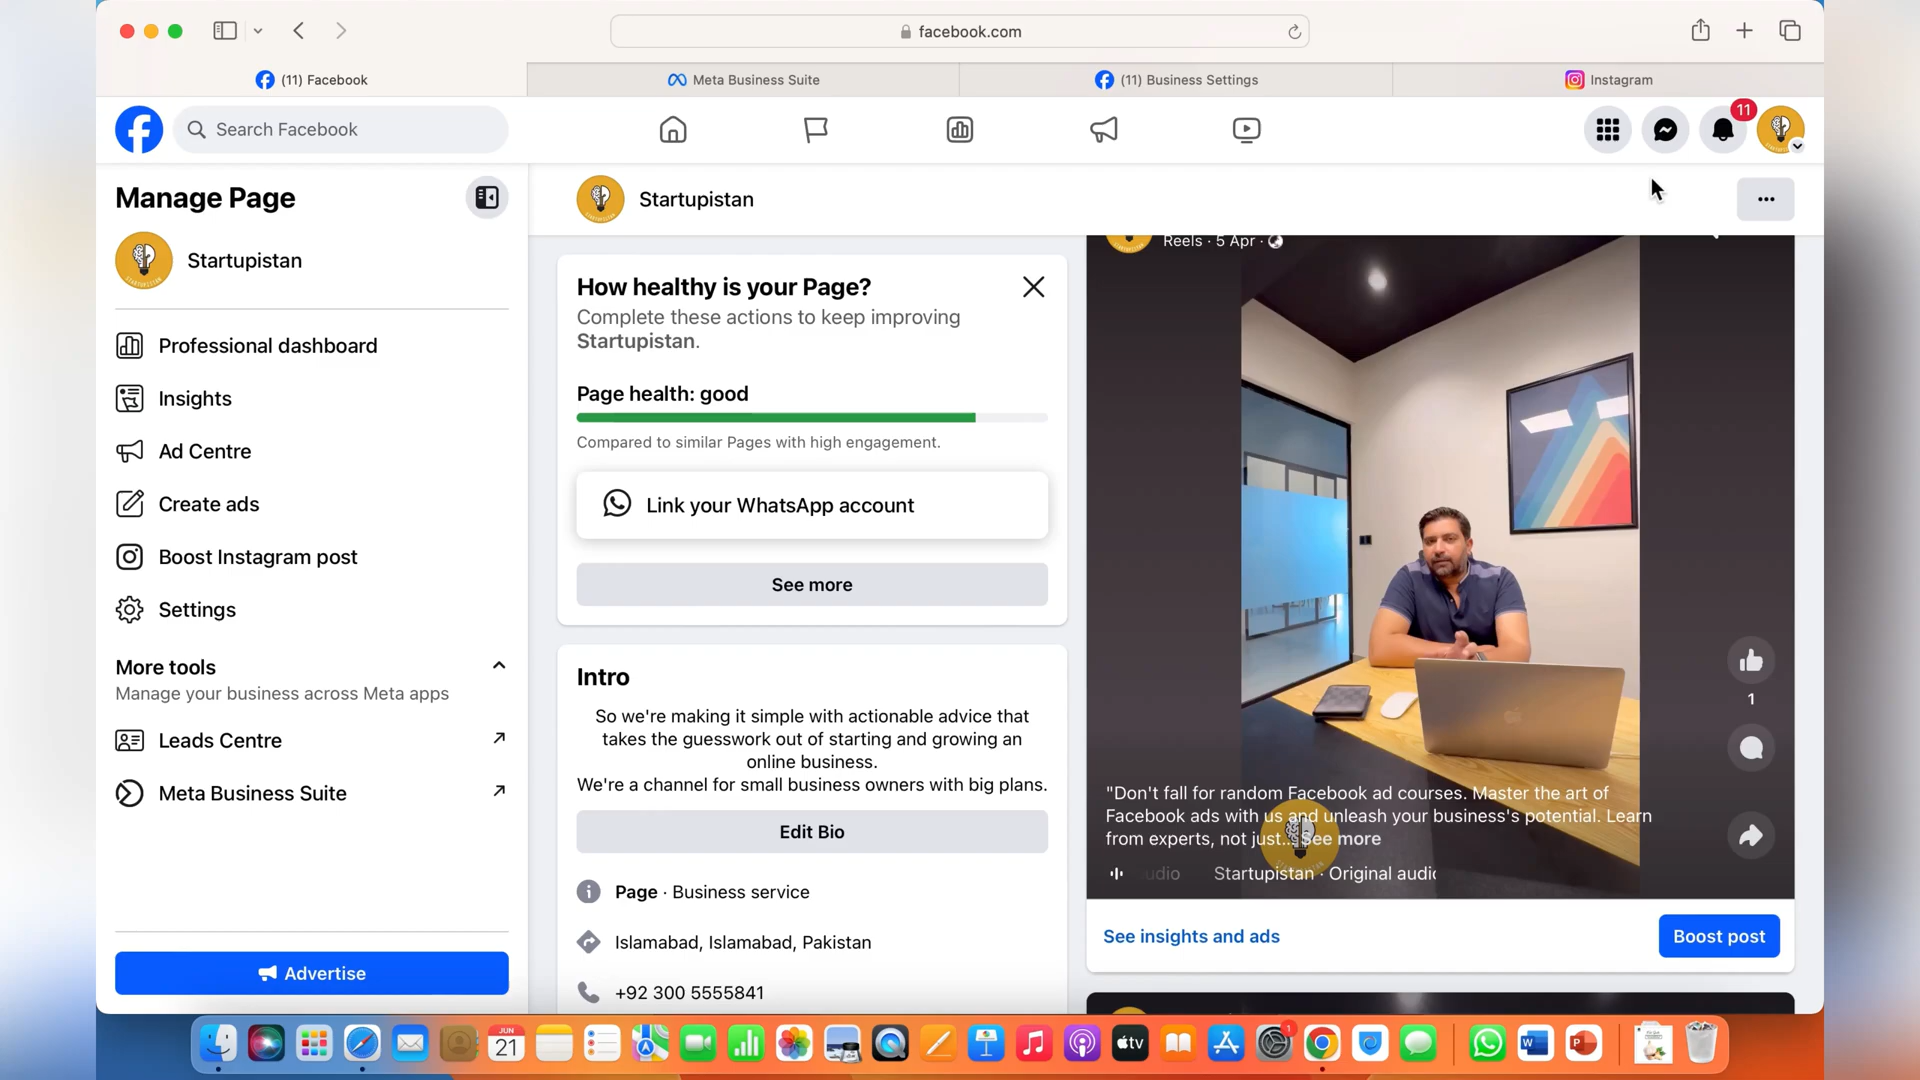 facebook.com
(11) Facebook
Meta Business Suite
(11) Business Settings
Instagram
Search Facebook
11
Manage Page
Startupistan
Professional dashboard
Insights
Ad Centre
Create ads
Boost Instagram post
Settings
More tools
Manage your business across Meta apps
Leads Centre
Meta Business Suite
Advertise
Startupistan
How healthy is your Page?
Complete these actions to keep improving
Startupistan.
Page health: good
Compared to similar Pages with high engagement.
Link your WhatsApp account
See more
Intro
So we're making it simple with actionable advice that
takes the guesswork out of starting and growing an
online business.
We're a channel for small business owners with big plans.
Edit Bio
Page · Business service
Islamabad, Islamabad, Pakistan
+92 300 5555841
Reels · 5 Apr ·
1
"Don't fall for random Facebook ad courses. Master the art of
Facebook ads with us and unleash your business's potential. Learn
from experts, not just... See more
Startupistan · Original audio
See insights and ads
Boost post
JUN
21
tv
1
W
P